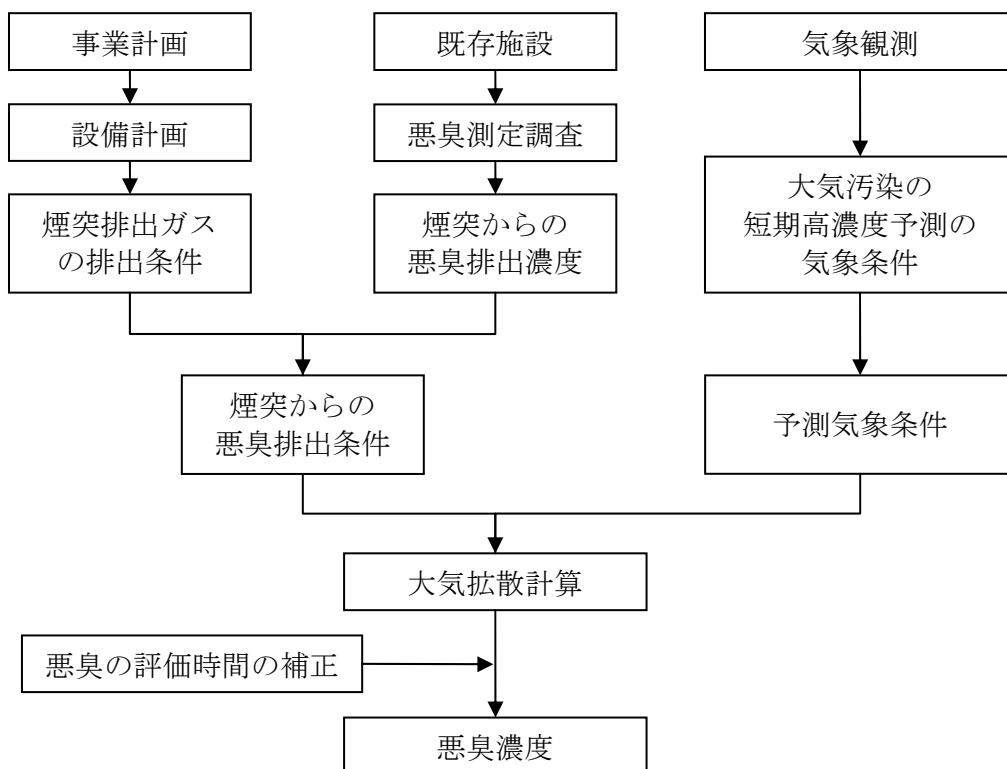 事業計画
既存施設
気象観測
設備計画
悪臭測定調査
煙突排出ガス
の排出条件
煙突からの
悪臭排出濃度
大気汚染の
短期高濃度予測の
気象条件
煙突からの
悪臭排出条件
予測気象条件
大気拡散計算
悪臭の評価時間の補正
悪臭濃度